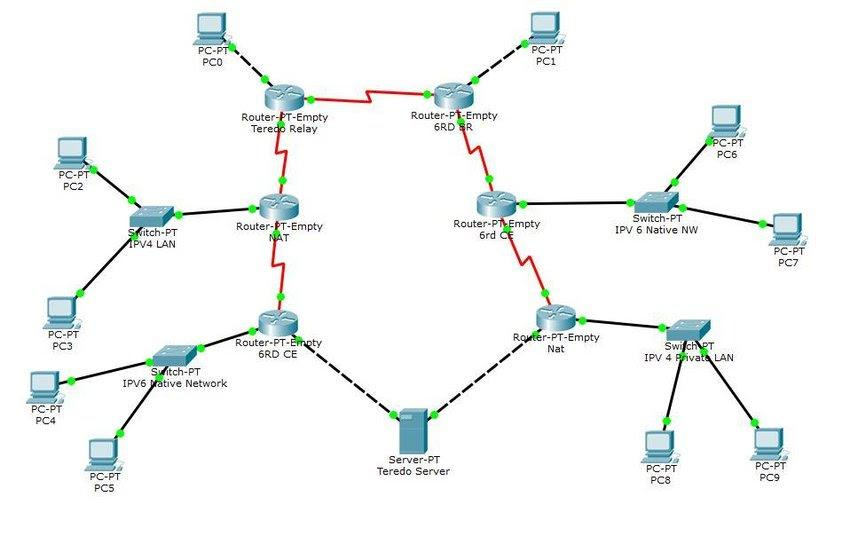 PC-PT
PC0
PC-PT
PC1
Router-PT-Empty
Teredo Relay
Router-PT-Empty
6RD BR
PC-PT
PC6
PC-PT
PC2
Switch-PT
IPV4 LAN
Router-PT-Empty
NAT
Router-PT-Empty
6rd CE
Switch-PT
IPV 6 Native NW
PC-PT
PC7
PC-PT
PC3
Router-PT-Empty
6RD CE
Router-PT-Empty
Nat
Switch-PT
IPV 4 Private LAN
Switch-PT
IPV6 Native Network
PC-PT
PC4
PC-PT
PC5
Server-PT
Teredo Server
PC-PT
PC8
PC-PT
PC9